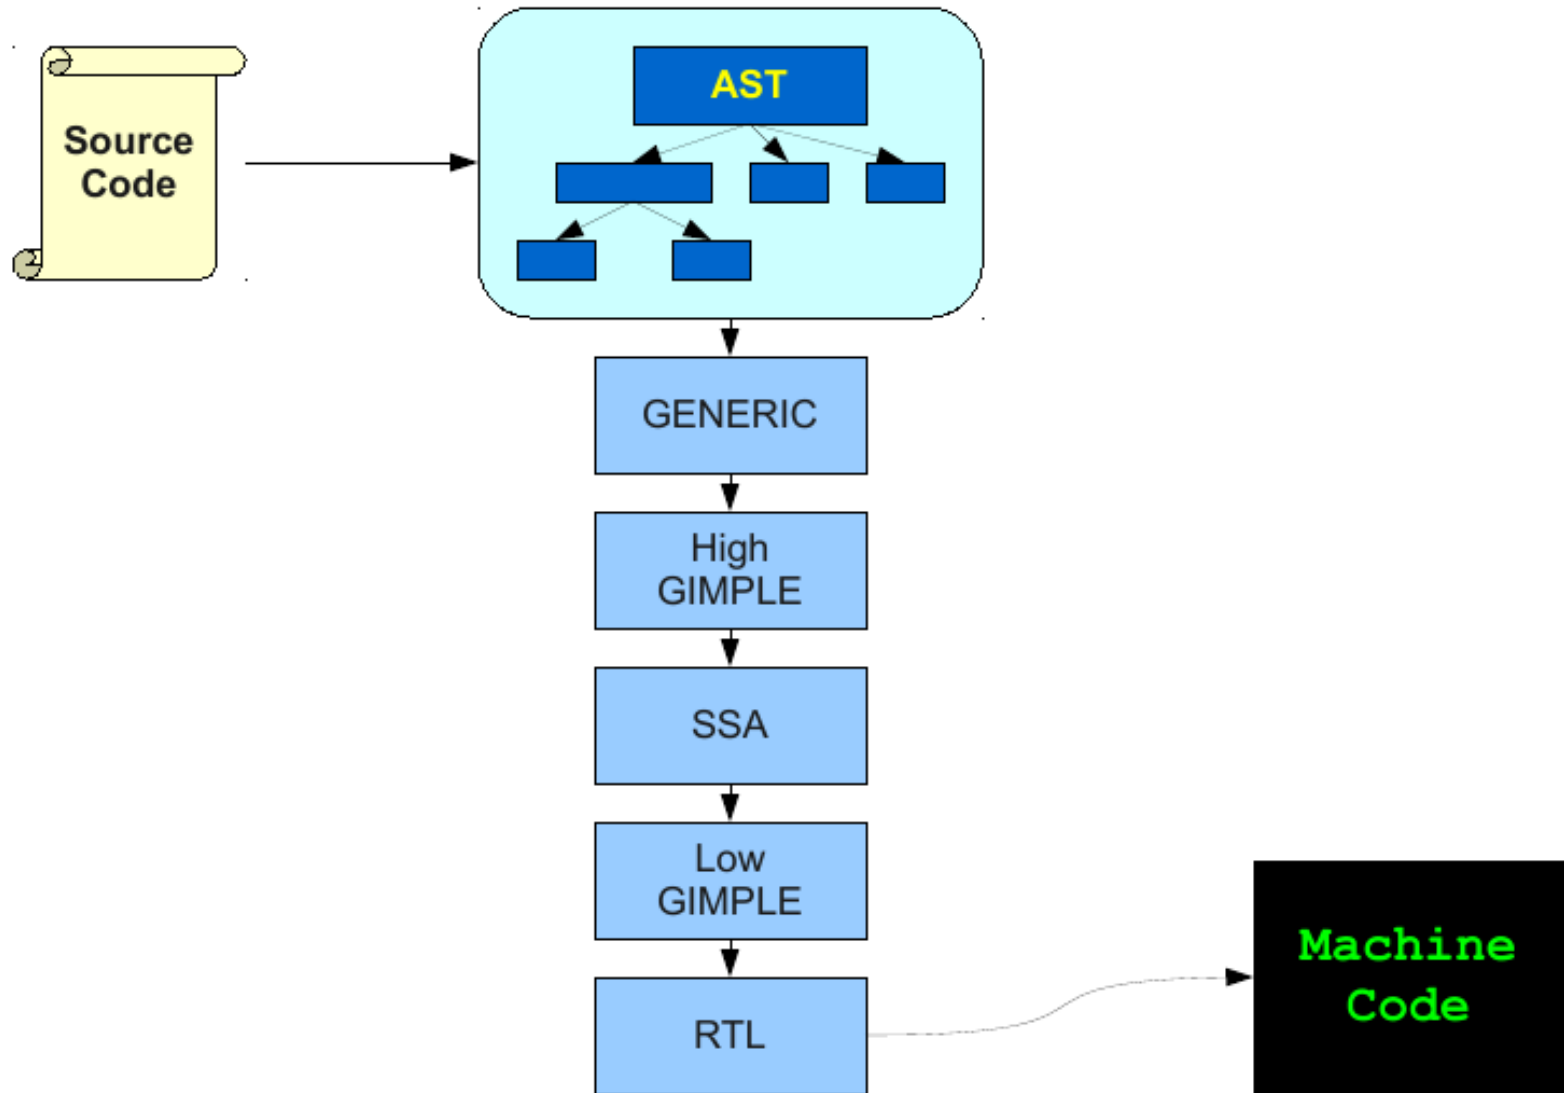 Source
Code
AST
GENERIC
High
GIMPLE
SSA
Low
GIMPLE
RTL
Machine
Code